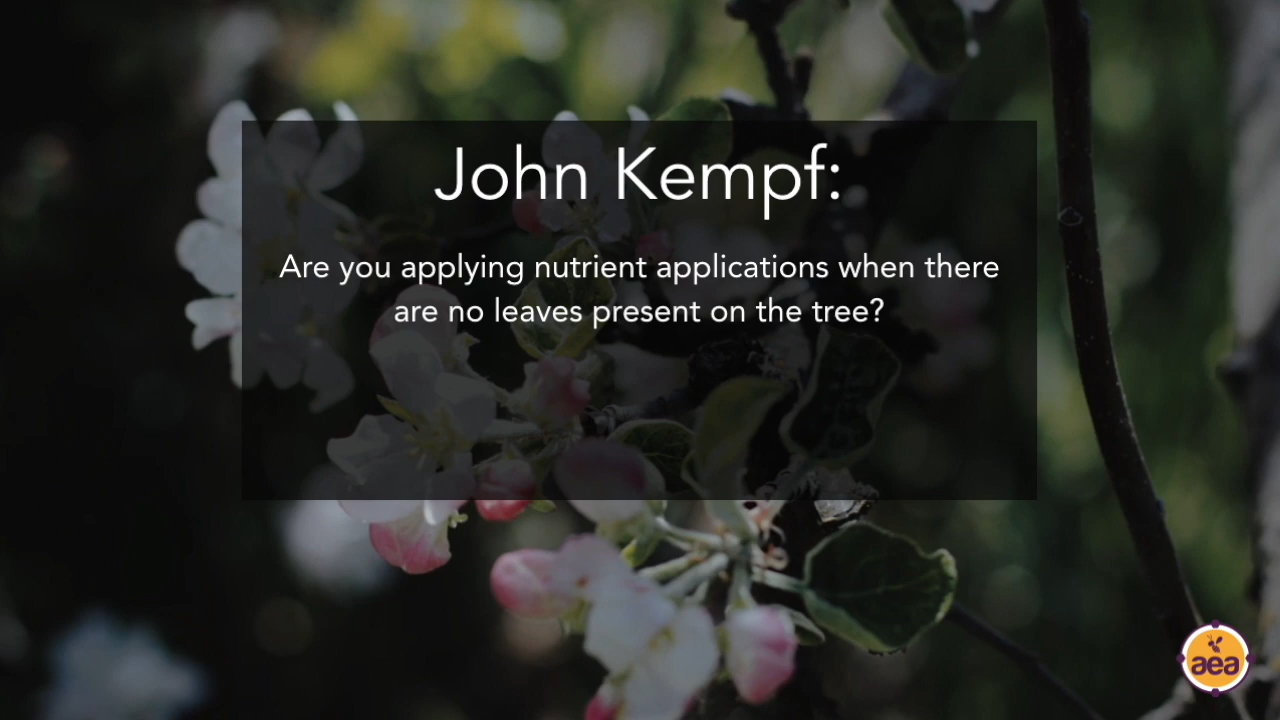 John Kempf:
Are you applying nutrient applications when there
are no leaves present on the tree?
aea